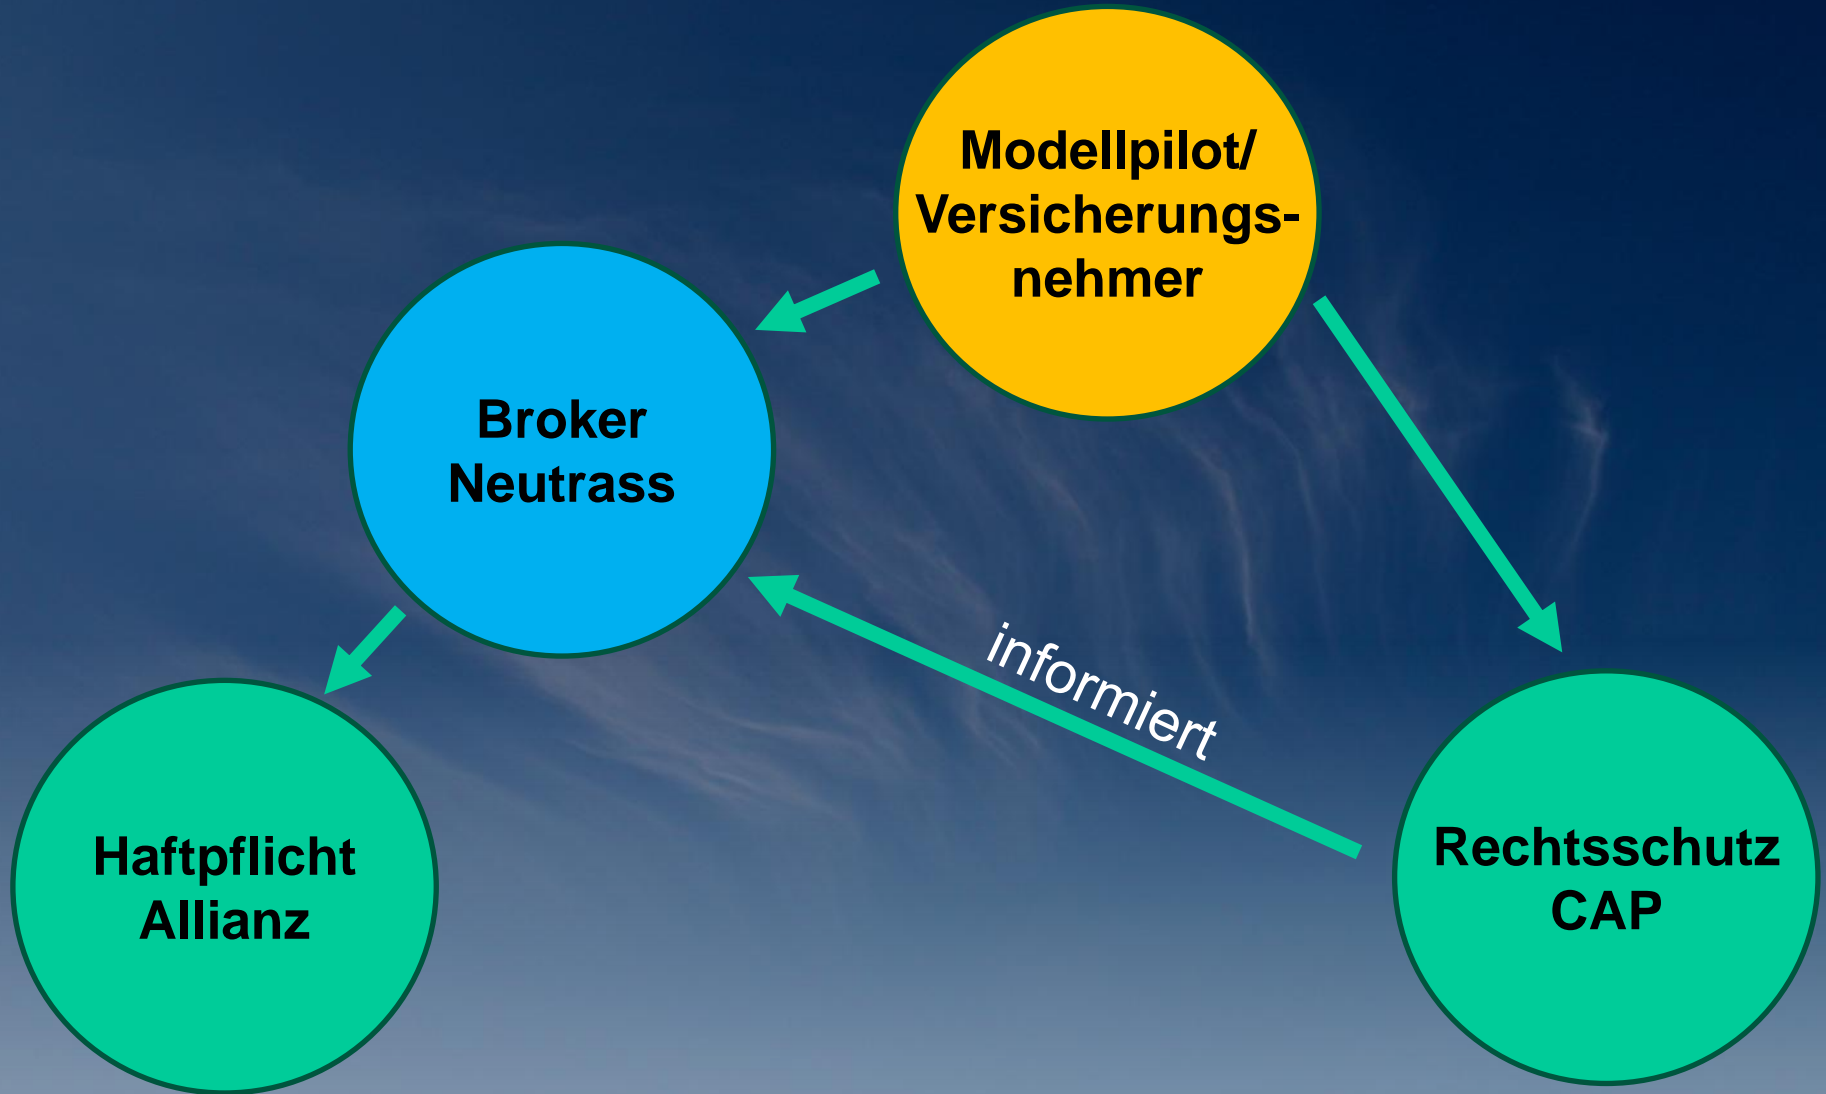 Modellpilot/
Versicherungs-
nehmer
Broker
Neutrass
informiert
Haftpflicht
Allianz
Rechtsschutz
CAP